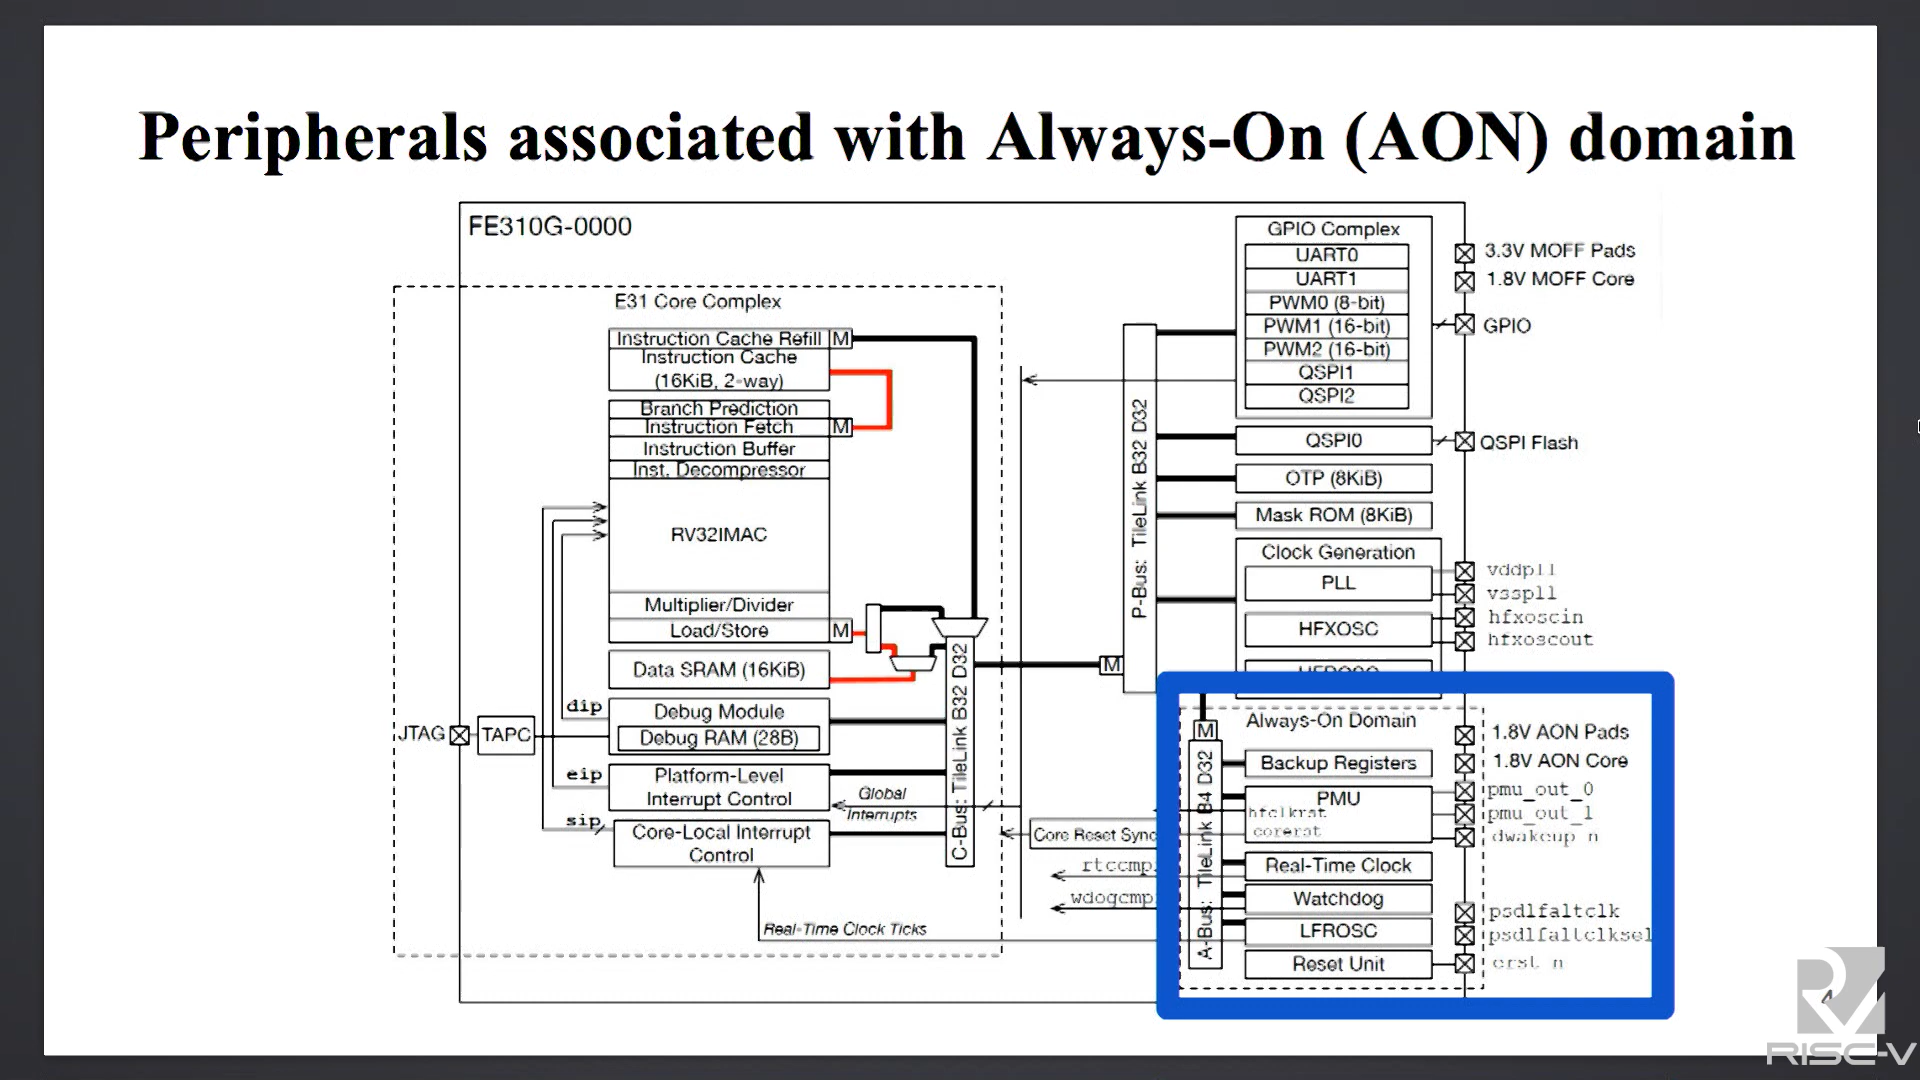 Peripherals associated with Always-On (AON) domain
FE310G-0000
E31 Core Complex
Instruction Cache Refill
M
Instruction Cache
(16KiB, 2-way)
Branch Prediction
Instruction Fetch
M
Instruction Buffer
Inst. Decompressor
RV32IMAC
Multiplier/Divider
Load/Store
M
Data SRAM (16KiB)
dip
Debug Module
Debug RAM (28B)
JTAG
TAPC
eip
Platform-Level
Interrupt Control
sip
Core-Local Interrupt
Control
Global
Interrupts
Real-Time Clock Ticks
C-Bus: TileLink B32 D32
M
P-Bus: TileLink B32 D32
GPIO Complex
UART0
UART1
PWM0 (8-bit)
PWM1 (16-bit)
PWM2 (16-bit)
QSPI1
QSPI2
QSPI0
OTP (8KiB)
Mask ROM (8KiB)
Clock Generation
PLL
HFXOSC
3.3V MOFF Pads
1.8V MOFF Core
GPIO
QSPI Flash
vddpll
vsspll
hfxoscin
hfxoscout
Core Reset Sync
rtccmp
wdogcmp
Always-On Domain
M
A-Bus: TileLink B4 D32
Backup Registers
PMU
hfclkrst
corerst
Real-Time Clock
Watchdog
LFROSC
Reset Unit
1.8V AON Pads
1.8V AON Core
pmu_out_0
pmu_out_1
dwakeup_n
psdlfaltclk
psdlfaltclksel
erst_n
4
RISC-V